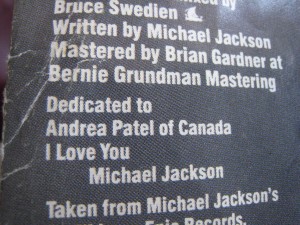 by
Bruce Swedien
Written by Michael Jackson
Mastered by Brian Gardner at
Bernie Grundman Mastering
Dedicated to
Andrea Patel of Canada
I Love You
Michael Jackson
Taken from Michael Jackson's
Epic Records,